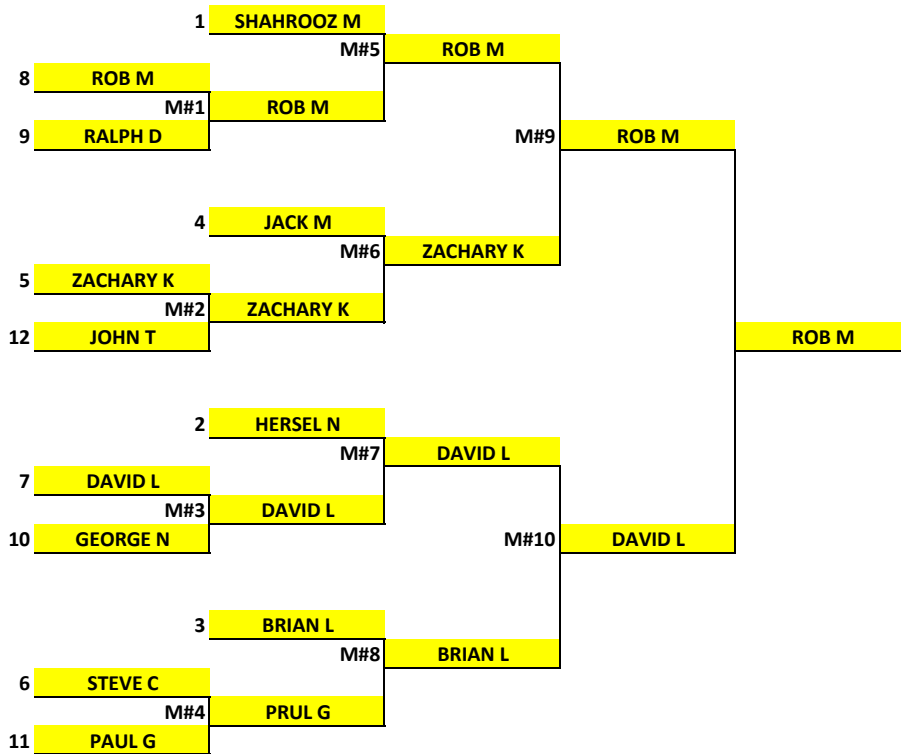 1 SHAHROOZ M
M#5 ROB M
8 ROB M
M#1 ROB M
9 RALPH D
M#9 ROB M
4 JACK M
M#6 ZACHARY K
5 ZACHARY K
M#2 ZACHARY K
12 JOHN T
ROB M
2 HERSEL N
M#7 DAVID L
7 DAVID L
M#3 DAVID L
10 GEORGE N
M#10 DAVID L
3 BRIAN L
M#8 BRIAN L
6 STEVE C
M#4 PRUL G
11 PAUL G